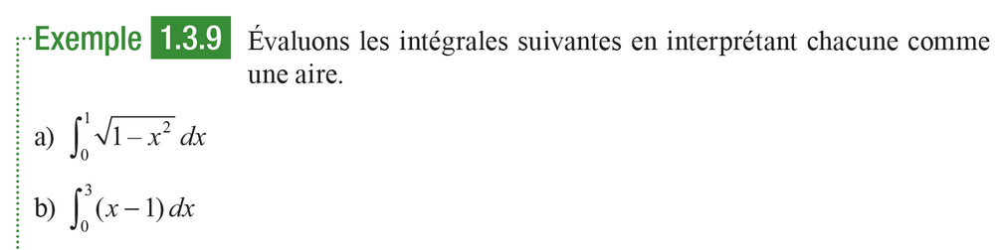 Exemple 1.3.9 Évaluons les intégrales suivantes en interprétant chacune comme
une aire.
a) ∫₀¹ √(1 – x²) dx
b) ∫₀³ (x – 1) dx